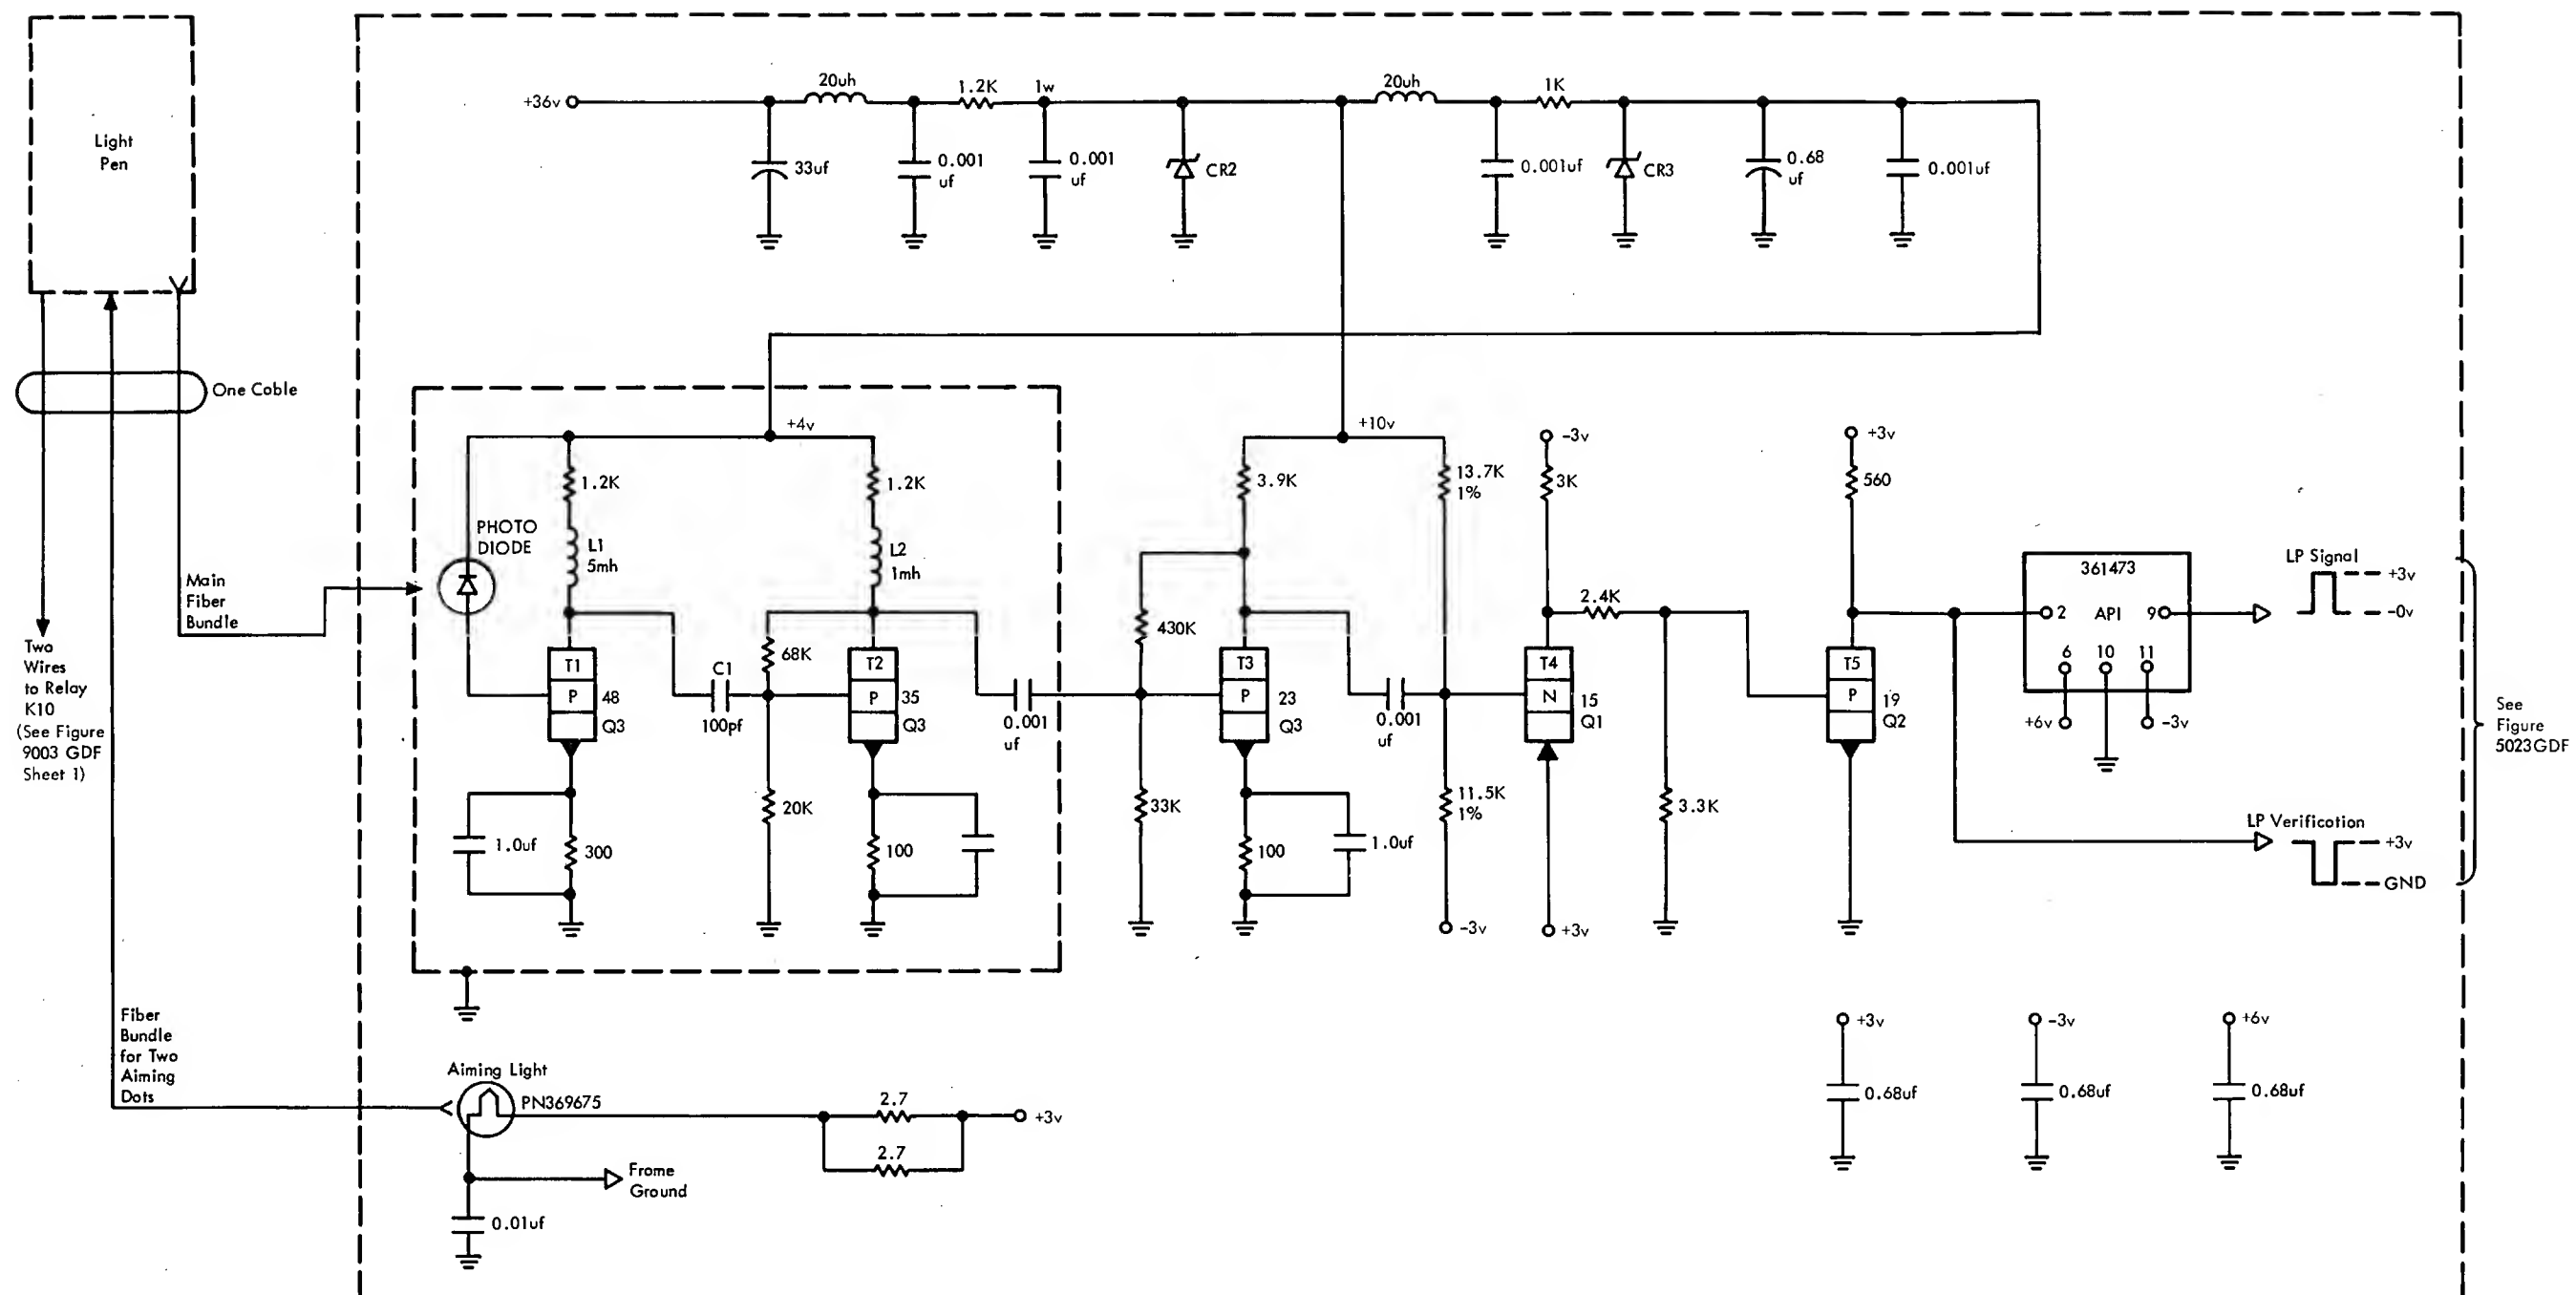 Light
Pen
+36v
20uh
1.2K
1w
20uh
1K
33uf
0.001
uf
0.001
uf
CR2
0.001uf
CR3
0.68
uf
0.001uf
One Cable
+4v
+10v
-3v
+3v
1.2K
1.2K
3.9K
13.7K
1%
3K
560
PHOTO
DIODE
L1
5mh
L2
1mh
Main
Fiber
Bundle
2.4K
361473
2
API
9
6
10
11
+6v
-3v
LP Signal
+3v
-0v
Two
Wires
to Relay
K10
(See Figure
9003 GDF
Sheet 1)
68K
430K
C1
100pf
T1
P
48
Q3
T2
P
35
Q3
0.001
uf
T3
P
23
Q3
0.001
uf
T4
N
15
Q1
T5
P
19
Q2
See
Figure
5023GDF
1.0uf
300
20K
100
33K
100
1.0uf
11.5K
1%
3.3K
LP Verification
+3v
GND
-3v
+3v
Fiber
Bundle
for Two
Aiming
Dots
Aiming Light
PN369675
2.7
2.7
+3v
Frome
Ground
0.01uf
+3v
0.68uf
-3v
0.68uf
+6v
0.68uf